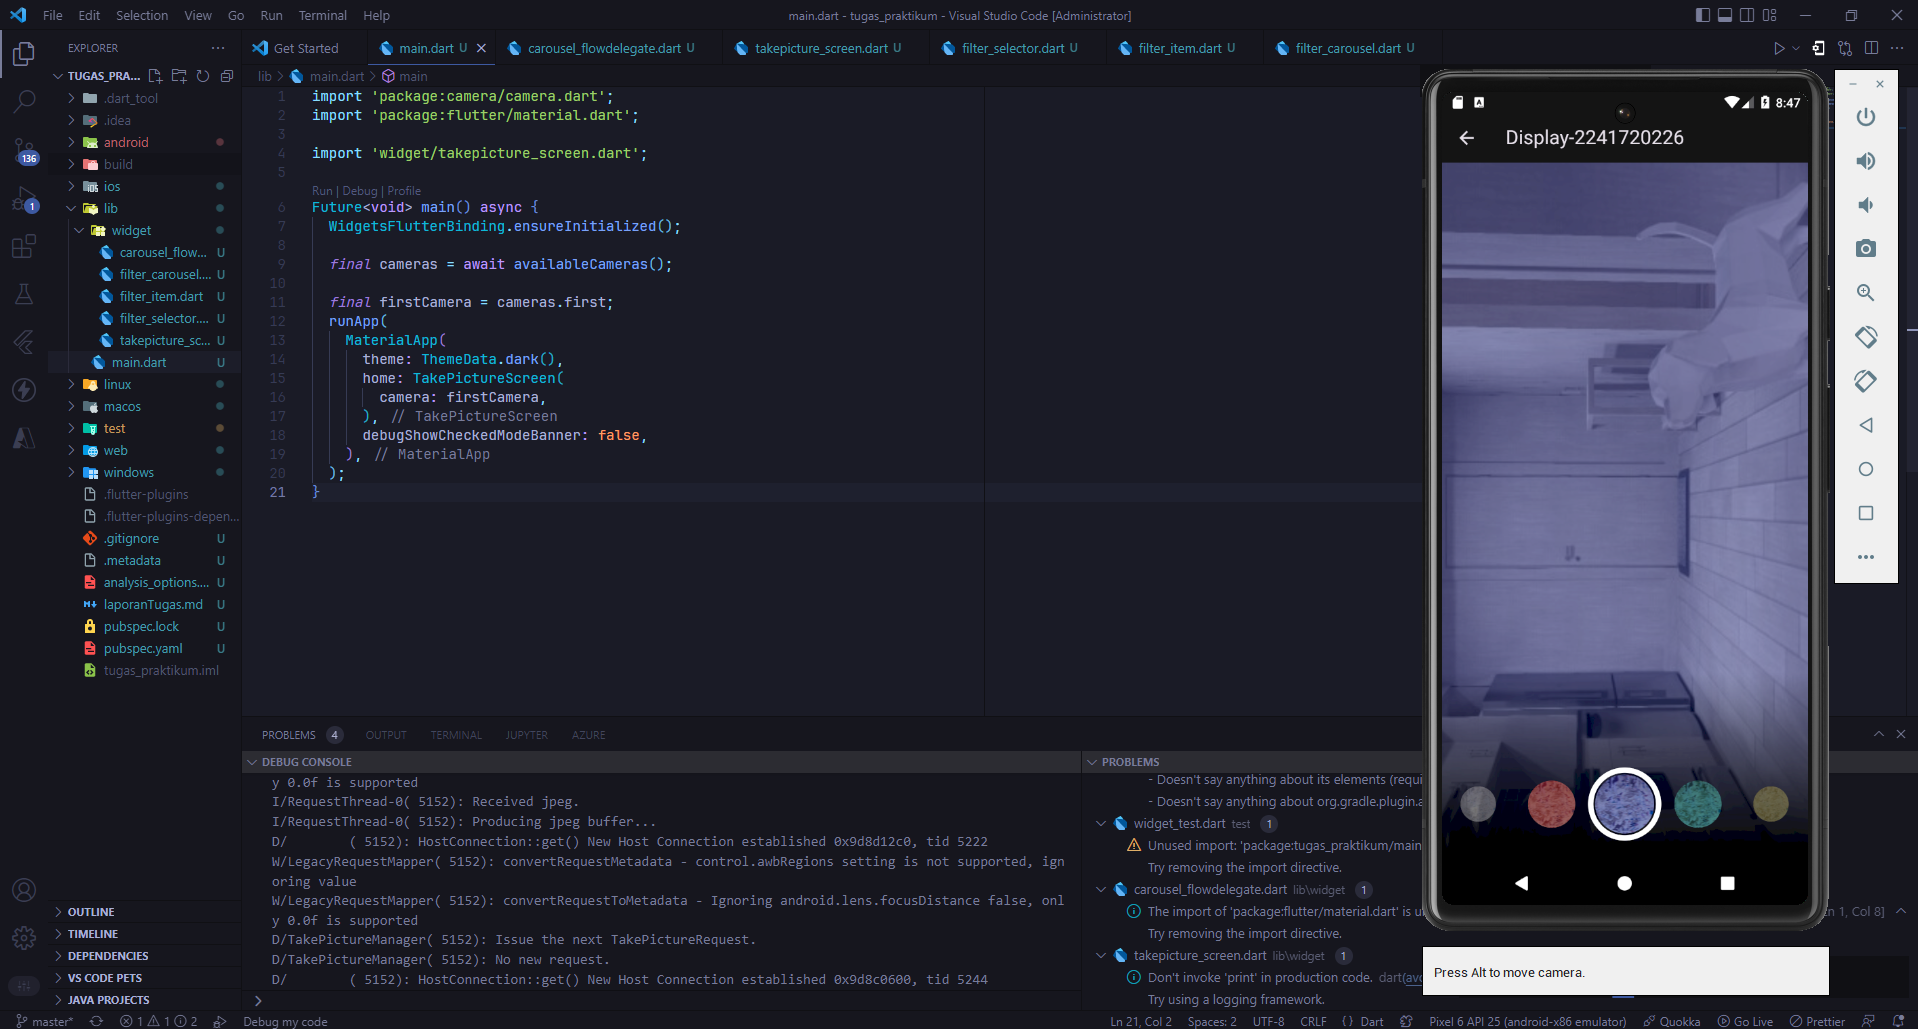 File Edit Selection View Go Run Terminal Help
main.dart - tugas_praktikum - Visual Studio Code [Administrator]
EXPLORER
TUGAS_PRA...
.dart_tool
.idea
android
build
ios
lib
widget
carousel_flow... U
filter_carousel.... U
filter_item.dart U
filter_selector.... U
takepicture_sc... U
main.dart U
linux
macos
test
web
windows
.flutter-plugins
.flutter-plugins-depen...
.gitignore U
.metadata U
analysis_options.... U
laporanTugas.md U
pubspec.lock U
pubspec.yaml U
tugas_praktikum.iml
OUTLINE
TIMELINE
DEPENDENCIES
VS CODE PETS
JAVA PROJECTS
136
1
Get Started
main.dart U
carousel_flowdelegate.dart U
takepicture_screen.dart U
filter_selector.dart U
filter_item.dart U
filter_carousel.dart U
lib > main.dart > main
1 import 'package:camera/camera.dart';
2 import 'package:flutter/material.dart';
3
4 import 'widget/takepicture_screen.dart';
5
Run | Debug | Profile
6 Future<void> main() async {
7 WidgetsFlutterBinding.ensureInitialized();
8
9 final cameras = await availableCameras();
10
11 final firstCamera = cameras.first;
12 runApp(
13 MaterialApp(
14 theme: ThemeData.dark(),
15 home: TakePictureScreen(
16 camera: firstCamera,
17 ), // TakePictureScreen
18 debugShowCheckedModeBanner: false,
19 ), // MaterialApp
20 );
21 }
PROBLEMS 4 OUTPUT TERMINAL JUPYTER AZURE
DEBUG CONSOLE
y 0.0f is supported
I/RequestThread-0( 5152): Received jpeg.
I/RequestThread-0( 5152): Producing jpeg buffer...
D/ ( 5152): HostConnection::get() New Host Connection established 0x9d8d12c0, tid 5222
W/LegacyRequestMapper( 5152): convertRequestMetadata - control.awbRegions setting is not supported, ign
oring value
W/LegacyRequestMapper( 5152): convertRequestToMetadata - Ignoring android.lens.focusDistance false, onl
y 0.0f is supported
D/TakePictureManager( 5152): Issue the next TakePictureRequest.
D/TakePictureManager( 5152): No new request.
D/ ( 5152): HostConnection::get() New Host Connection established 0x9d8c0600, tid 5244
PROBLEMS
- Doesn't say anything about its elements (requi
- Doesn't say anything about org.gradle.plugin.a
widget_test.dart test 1
Unused import: 'package:tugas_praktikum/main
Try removing the import directive.
carousel_flowdelegate.dart lib\widget 1
The import of 'package:flutter/material.dart' is u
n 1, Col 8]
Try removing the import directive.
takepicture_screen.dart lib\widget 1
Don't invoke 'print' in production code. dart(avo
Try using a logging framework.
8:47
Display-2241720226
Press Alt to move camera.
master* 1 1 2 Debug my code
Ln 21, Col 2 Spaces: 2 UTF-8 CRLF { } Dart Pixel 6 API 25 (android-x86 emulator) Quokka Go Live Prettier